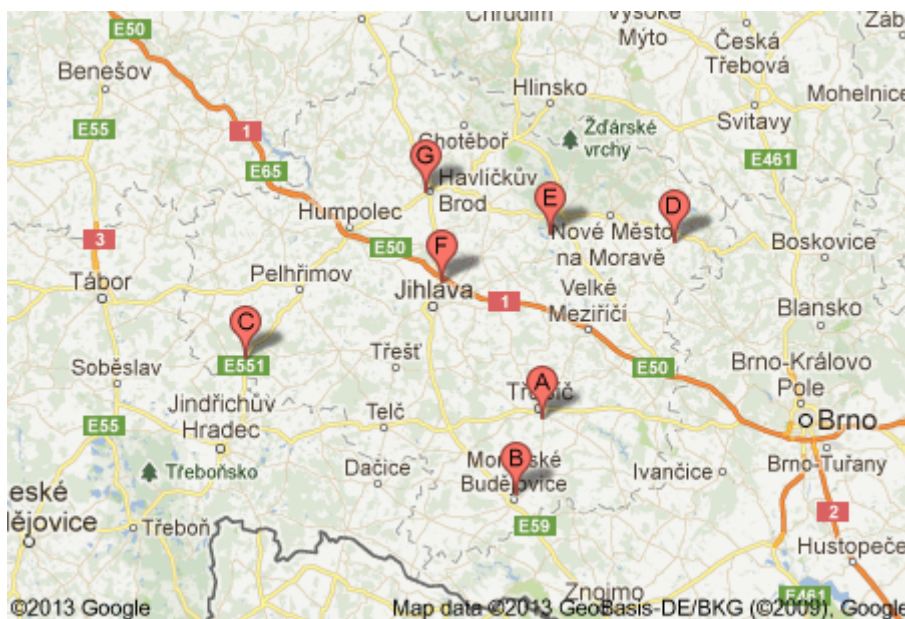 E50
Chrudim
Vysoké
Mýto
Česká
Třebová
Benešov
Hlinsko
Mohelnice
E55
1
Chotěboř
Žďárské
vrchy
Svitavy
E461
E65
G
Havlíčkův
Brod
E
D
Humpolec
Nové Město
na Moravě
Boskovice
3
E50
F
Tábor
Pelhřimov
Jihlava
1
Velké
Meziříčí
Blansko
C
E551
Třešť
E50
Brno-Královo
Pole
Soběslav
A
Jindřichův
Hradec
Telč
E55
Brno
Třeboňsko
Dačice
B
Budějovice
Ivančice
Brno-Tuřany
eské
dějovice
Třeboň
E59
2
Hustopeče
Znojmo
E461
©2013 Google
Map data ©2013 GeoBasis-DE/BKG (©2009), Google